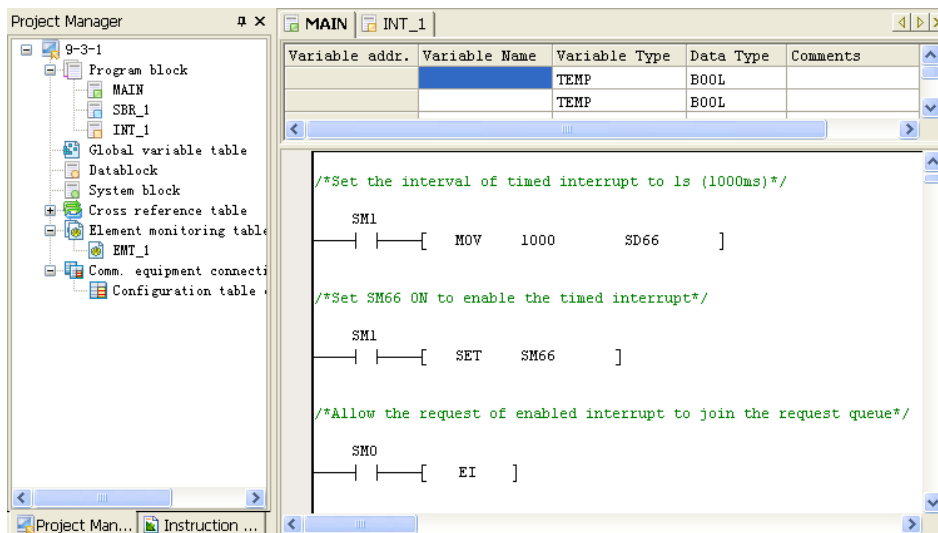 Project Manager
9-3-1
Program block
MAIN
SBR_1
INT_1
Global variable table
Datablock
System block
Cross reference table
Element monitoring table
EMT_1
Comm. equipment connecti
Configuration table
Project Man...
Instruction ...
MAIN INT_1
Variable addr. Variable Name Variable Type Data Type Comments
TEMP BOOL
TEMP BOOL
/*Set the interval of timed interrupt to 1s (1000ms)*/
SM1
[ MOV 1000 SD66 ]
/*Set SM66 ON to enable the timed interrupt*/
SM1
[ SET SM66 ]
/*Allow the request of enabled interrupt to join the request queue*/
SM0
[ EI ]